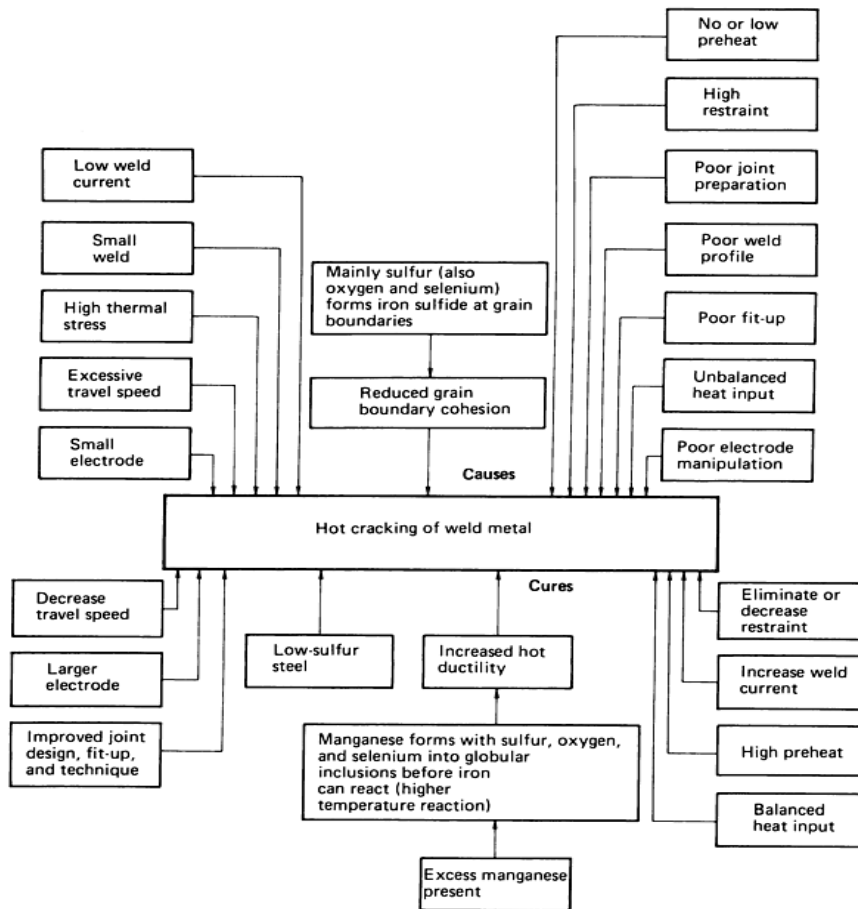 No or low
preheat
High
restraint
Low weld
current
Poor joint
preparation
Small
weld
Poor weld
profile
Mainly sulfur (also
oxygen and selenium)
forms iron sulfide at grain
boundaries
High thermal
stress
Poor fit-up
Excessive
travel speed
Reduced grain
boundary cohesion
Unbalanced
heat input
Small
electrode
Poor electrode
manipulation
Causes
Hot cracking of weld metal
Cures
Decrease
travel speed
Eliminate or
decrease
restraint
Low-sulfur
steel
Increased hot
ductility
Larger
electrode
Increase weld
current
Improved joint
design, fit-up,
and technique
Manganese forms with sulfur, oxygen,
and selenium into globular
inclusions before iron
can react (higher
temperature reaction)
High preheat
Balanced
heat input
Excess manganese
present